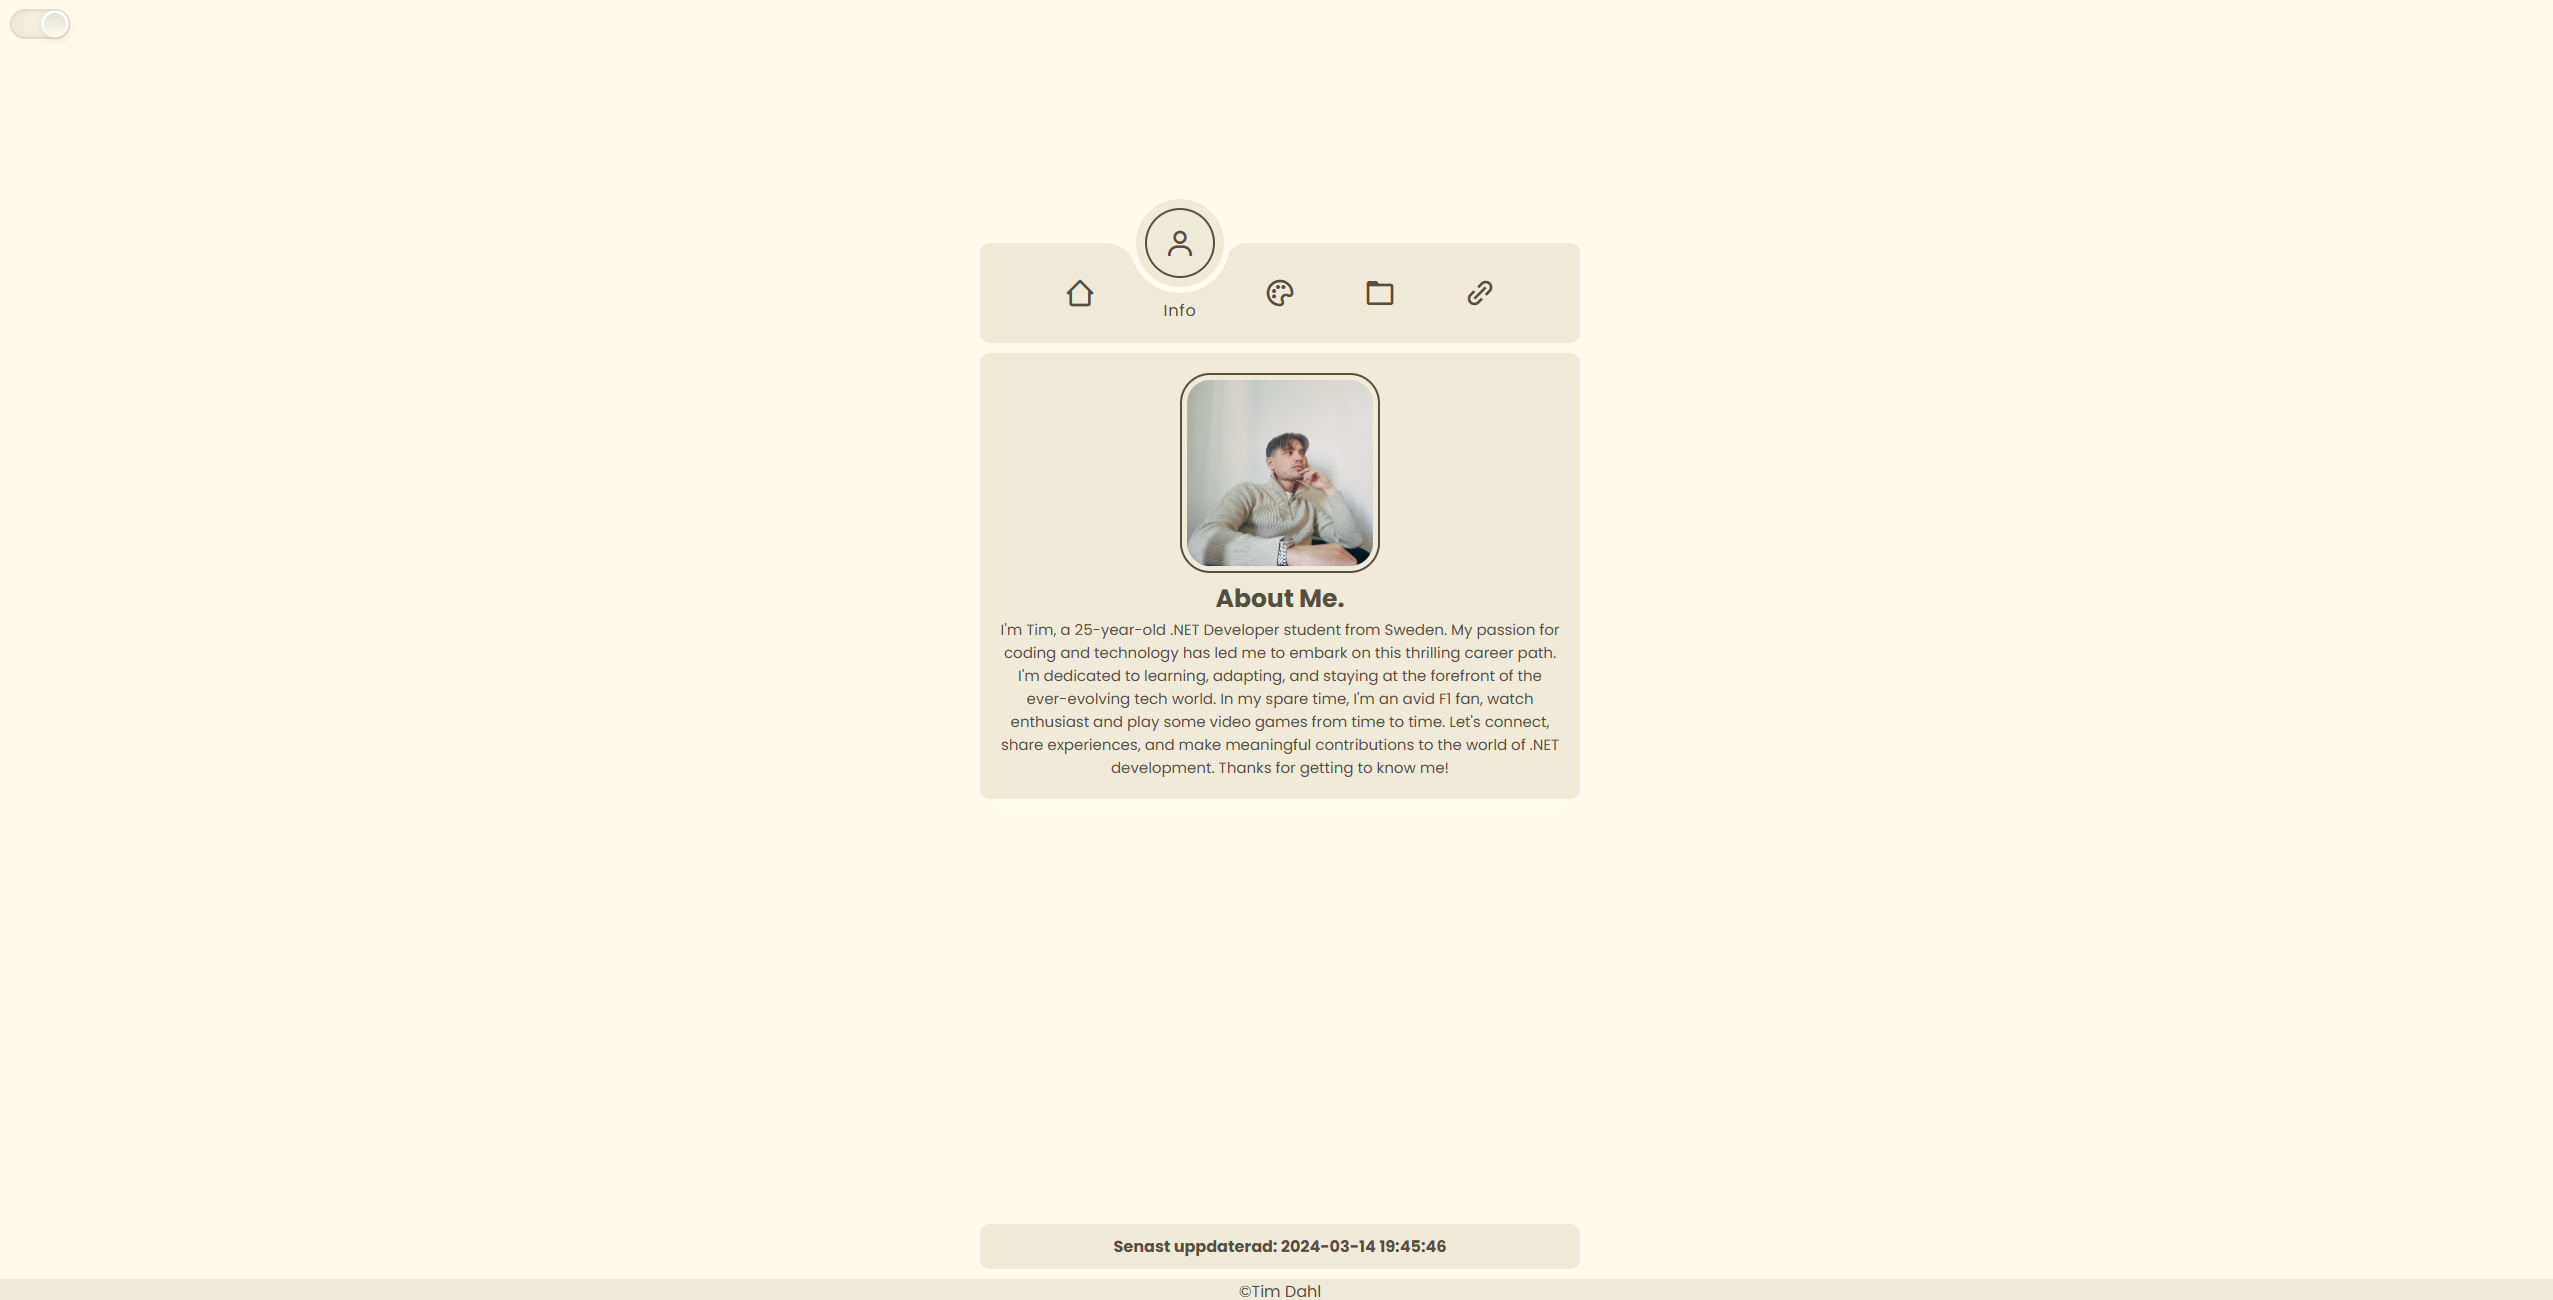 Info
About Me.
I'm Tim, a 25-year-old .NET Developer student from Sweden. My passion for
coding and technology has led me to embark on this thrilling career path.
I'm dedicated to learning, adapting, and staying at the forefront of the
ever-evolving tech world. In my spare time, I'm an avid F1 fan, watch
enthusiast and play some video games from time to time. Let's connect,
share experiences, and make meaningful contributions to the world of .NET
development. Thanks for getting to know me!
Senast uppdaterad: 2024-03-14 19:45:46
©Tim Dahl